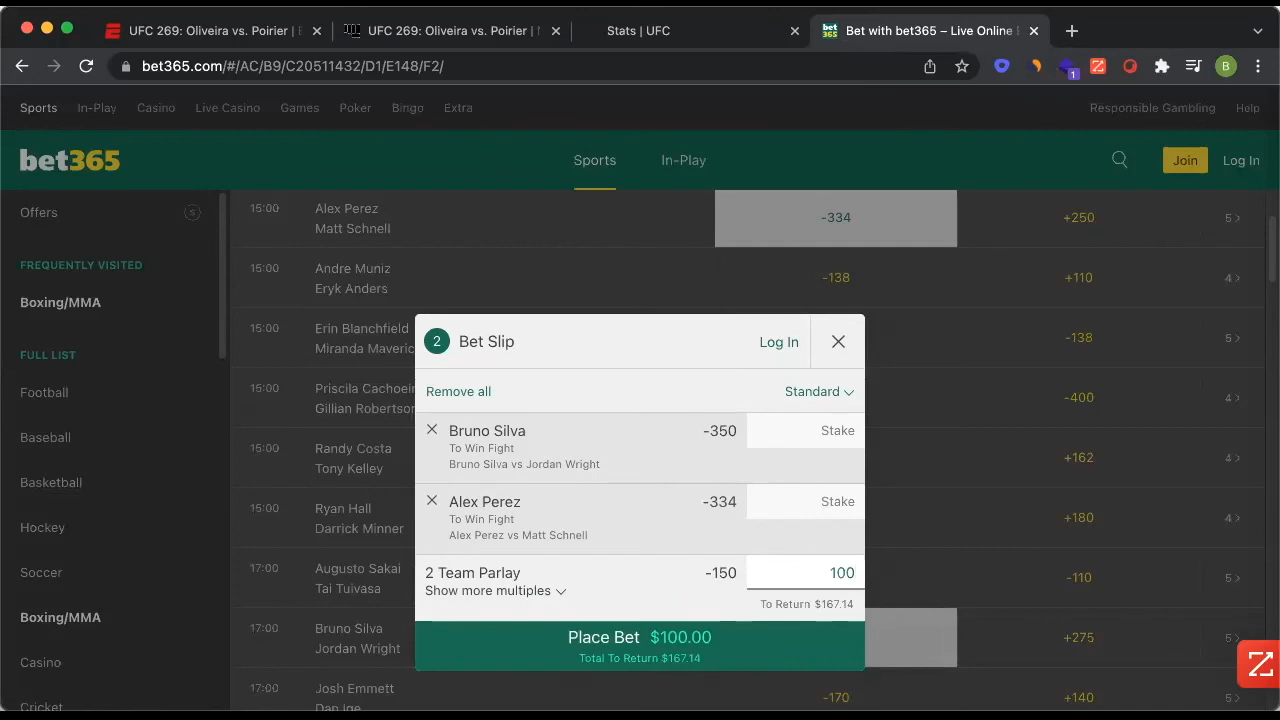 UFC 269: Oliveira vs. Poirier | E
UFC 269: Oliveira vs. Poirier |
Stats | UFC
Bet with bet365 – Live Online
bet365.com/#/AC/B9/C20511432/D1/E148/F2/
1
B
Sports In-Play Casino Live Casino Games Poker Bingo Extra
Responsible Gambling Help
bet365
Sports In-Play
Join Log In
Offers
FREQUENTLY VISITED
Boxing/MMA
FULL LIST
Football
Baseball
Basketball
Hockey
Soccer
Boxing/MMA
Casino
Cricket
15:00 Alex Perez
Matt Schnell
-334 +250 5
15:00 Andre Muniz
Eryk Anders
-138 +110 4
15:00 Erin Blanchfield
Miranda Maveric
-138 5
15:00 Priscila Cachoeir
Gillian Robertson
-400 4
15:00 Randy Costa
Tony Kelley
+162 4
15:00 Ryan Hall
Darrick Minner
+180 4
17:00 Augusto Sakai
Tai Tuivasa
-110 5
17:00 Bruno Silva
Jordan Wright
+275 5
17:00 Josh Emmett
Dan Ige
-170 +140 5
2 Bet Slip Log In
Remove all Standard
Bruno Silva -350 Stake
To Win Fight
Bruno Silva vs Jordan Wright
Alex Perez -334 Stake
To Win Fight
Alex Perez vs Matt Schnell
2 Team Parlay -150 100
Show more multiples
To Return $167.14
Place Bet $100.00
Total To Return $167.14